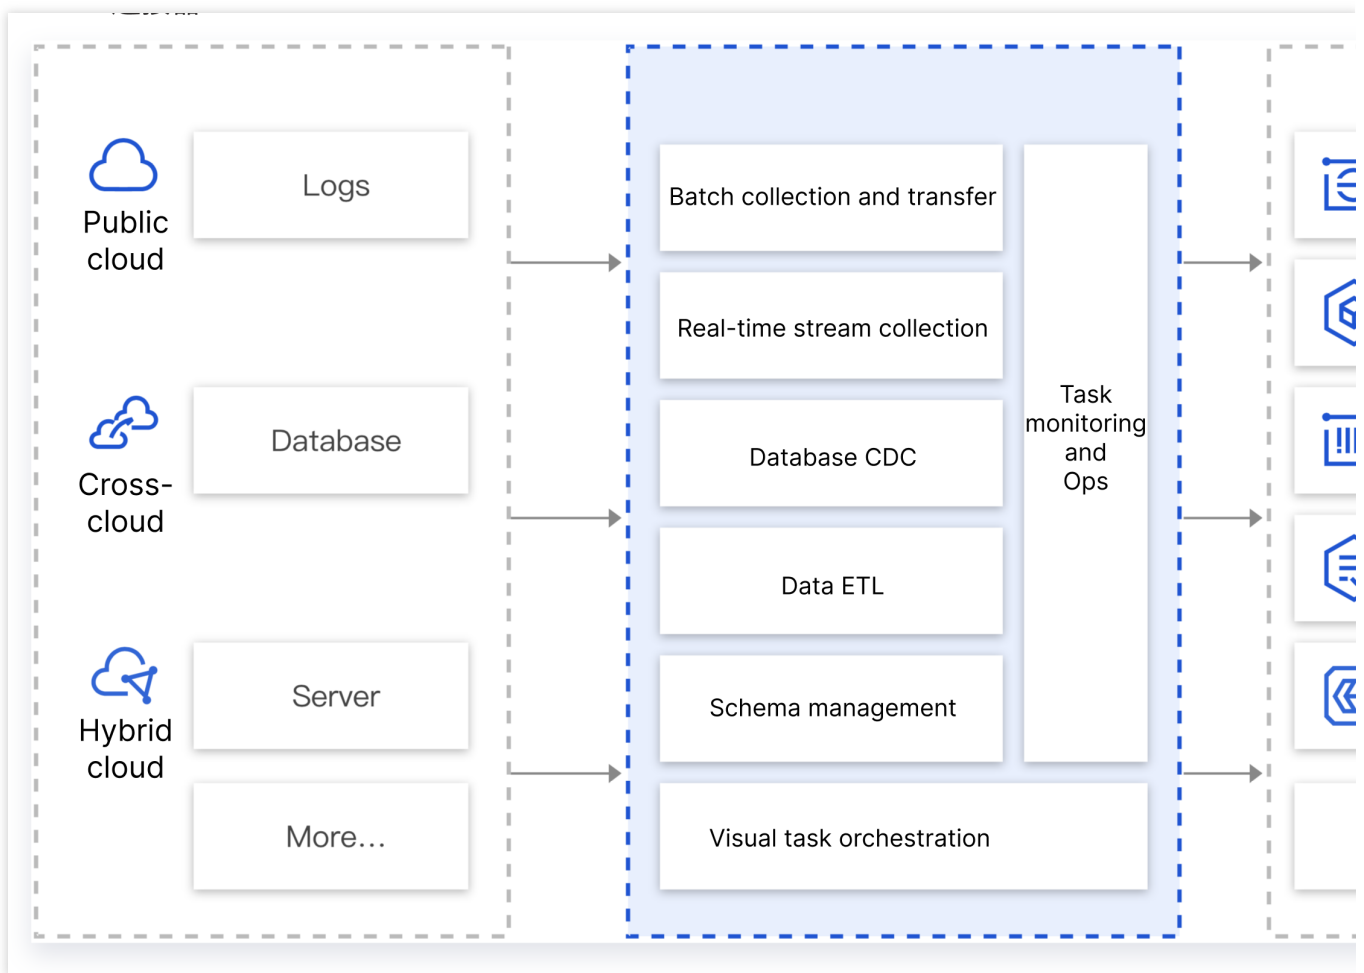 Public
cloud
Logs
Cross-
cloud
Database
Hybrid
cloud
Server
More...
Batch collection and transfer
Real-time stream collection
Database CDC
Data ETL
Schema management
Task
monitoring
and
Ops
Visual task orchestration